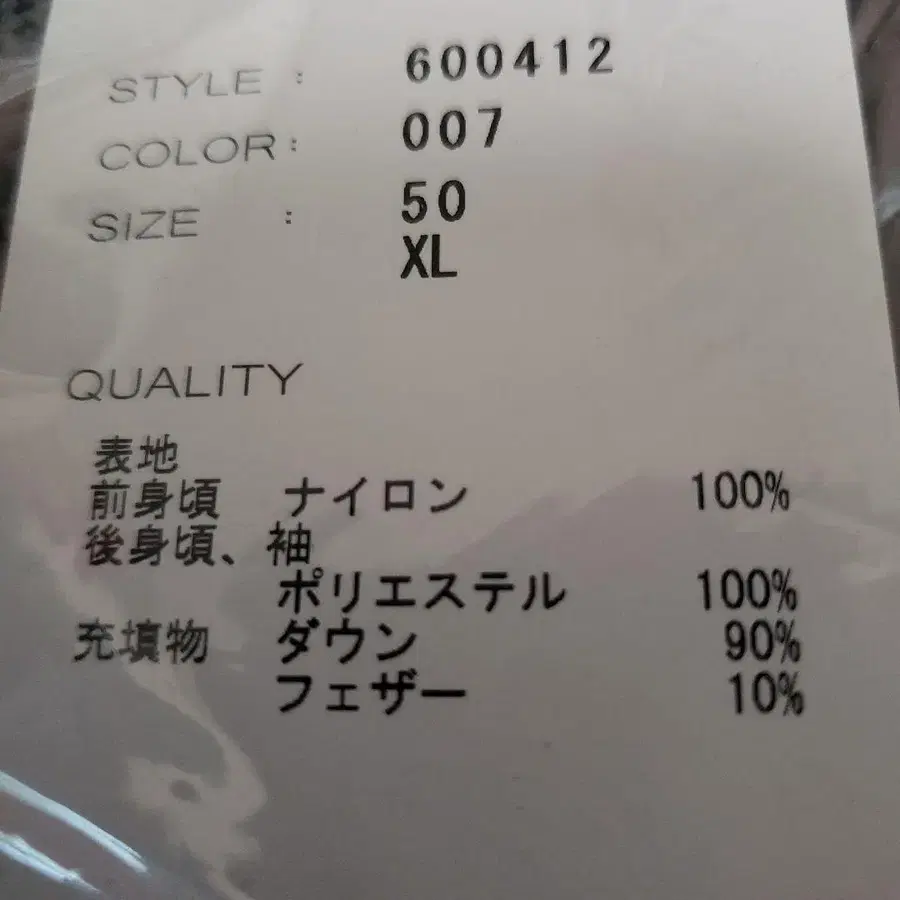 STYLE : 600412
COLOR : 007
SIZE : 50
XL
QUALITY
表地
前身頃 ナイロン 100%
後身頃、袖
ポリエステル 100%
充填物 ダウン 90%
フェザー 10%